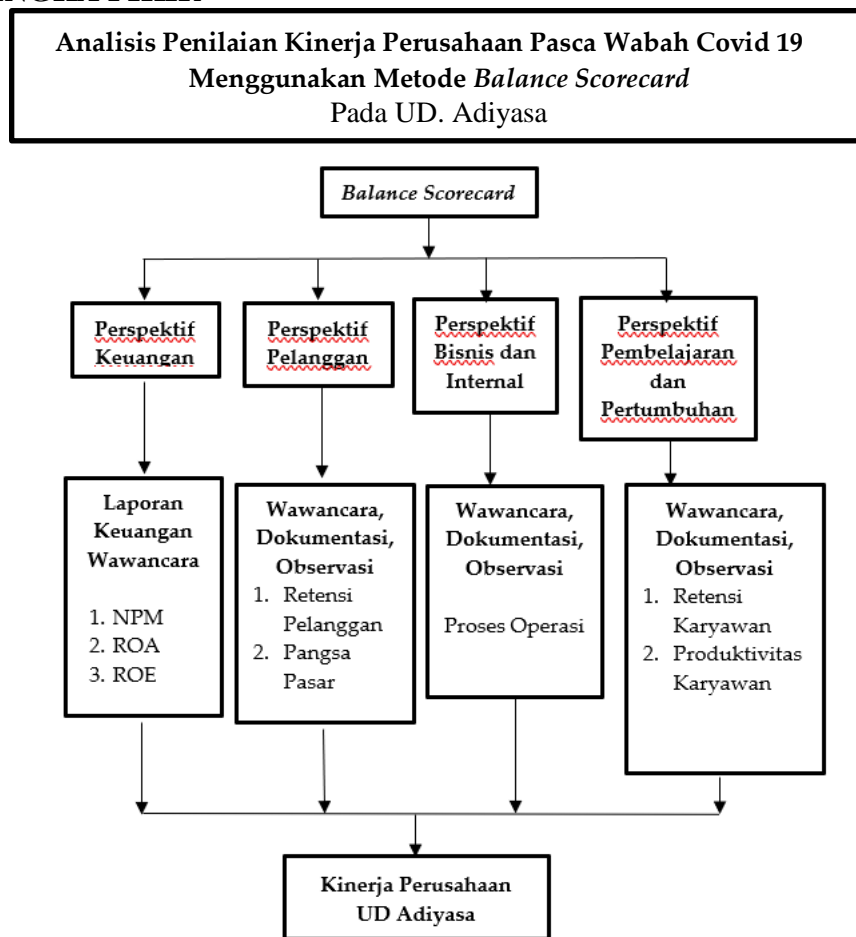 Analisis Penilaian Kinerja Perusahaan Pasca Wabah Covid 19
Menggunakan Metode Balance Scorecard
Pada UD. Adiyasa
Balance Scorecard
Perspektif
Keuangan
Perspektif
Pelanggan
Perspektif
Bisnis dan
Internal
Perspektif
Pembelajaran
dan
Pertumbuhan
Laporan
Keuangan
Wawancara
1. NPM
2. ROA
3. ROE
Wawancara,
Dokumentasi,
Observasi
1. Retensi
Pelanggan
2. Pangsa
Pasar
Wawancara,
Dokumentasi,
Observasi
Proses Operasi
Wawancara,
Dokumentasi,
Observasi
1. Retensi
Karyawan
2. Produktivitas
Karyawan
Kinerja Perusahaan
UD Adiyasa